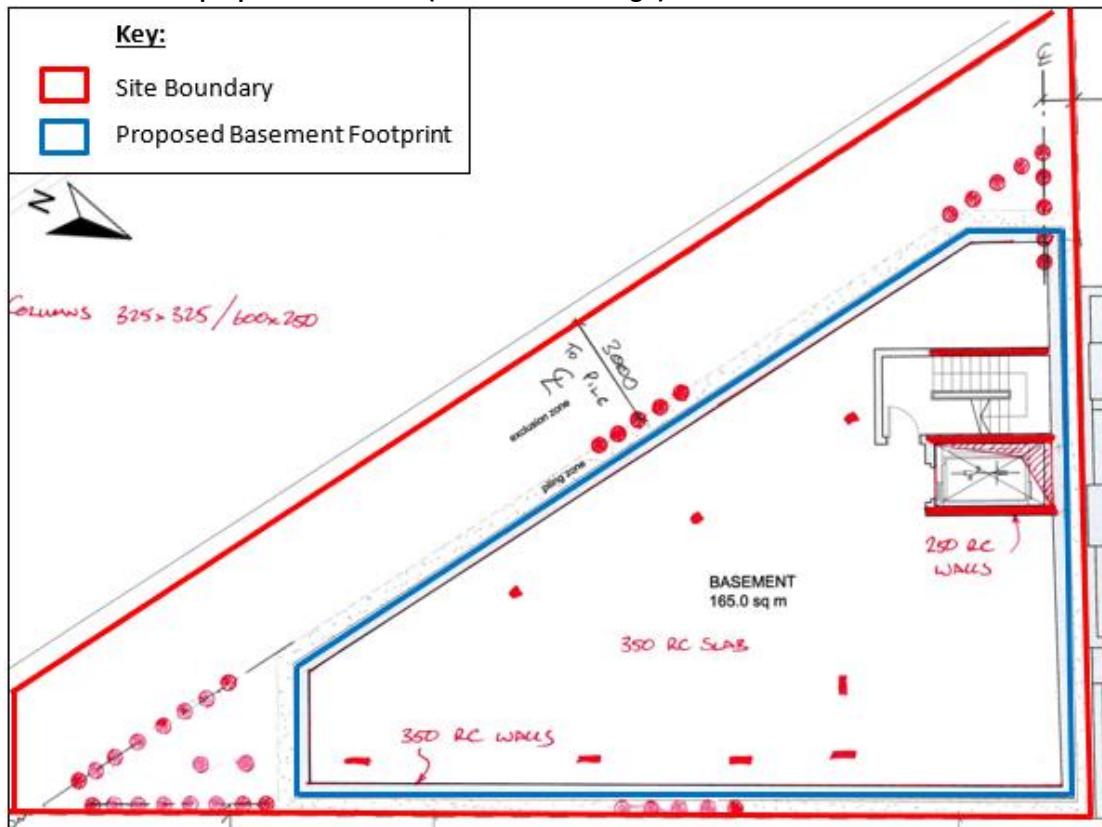 Key:
Site Boundary
Proposed Basement Footprint
N
COLUMNS 325x325/600x250
℄
3000
TO
℄ PILE
exclusion zone
piling zone
250 RC
WALLS
BASEMENT
165.0 sq m
350 RC SLAB
350 RC WALLS